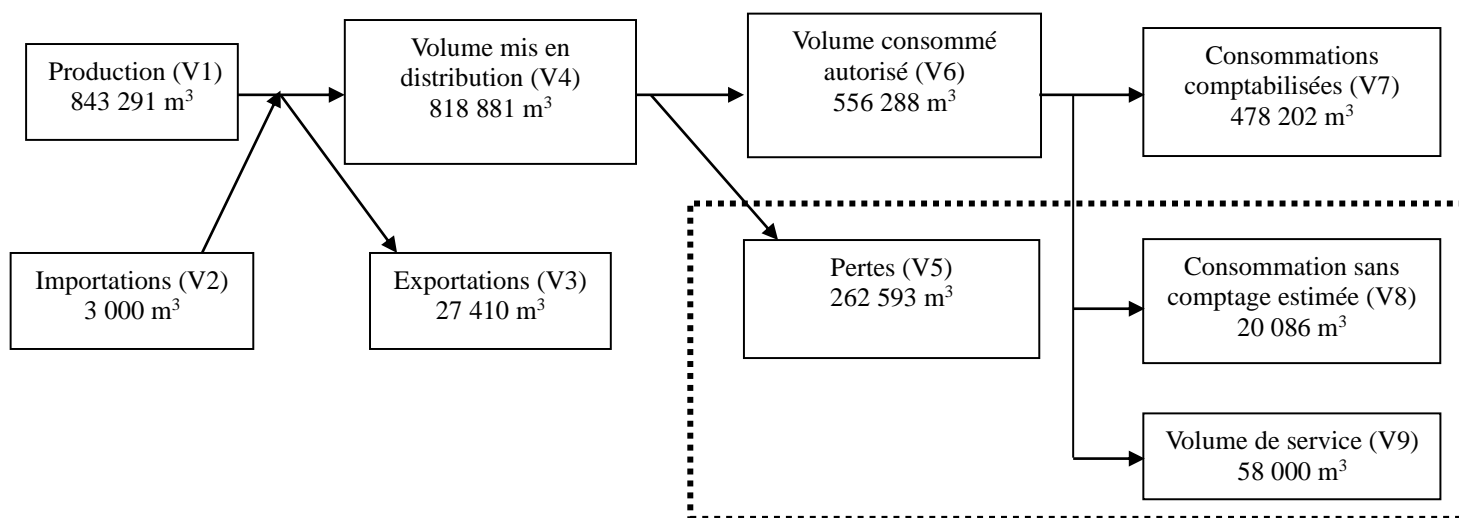 Production (V1)
843 291 m³
Volume mis en
distribution (V4)
818 881 m³
Volume consommé
autorisé (V6)
556 288 m³
Consommations
comptabilisées (V7)
478 202 m³
Importations (V2)
3 000 m³
Exportations (V3)
27 410 m³
Pertes (V5)
262 593 m³
Consommation sans
comptage estimée (V8)
20 086 m³
Volume de service (V9)
58 000 m³